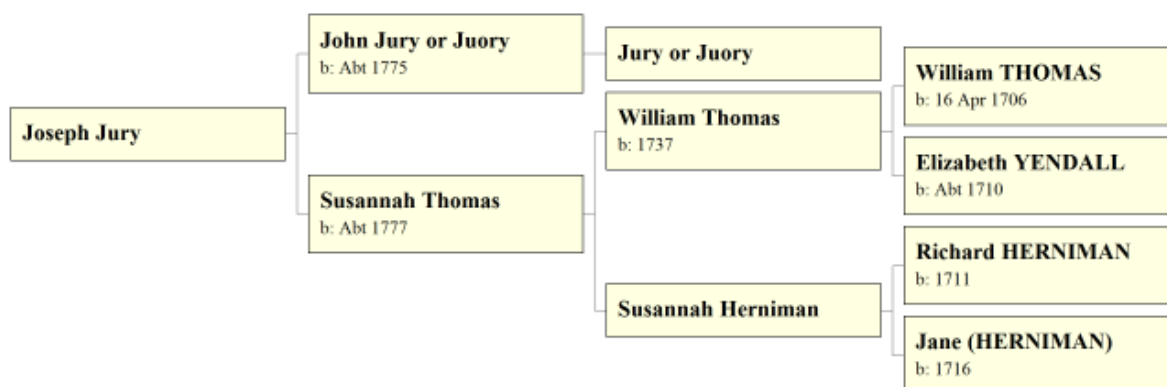 Joseph Jury
John Jury or Juory
b: Abt 1775
Susannah Thomas
b: Abt 1777
Jury or Juory
William Thomas
b: 1737
Susannah Herniman
William THOMAS
b: 16 Apr 1706
Elizabeth YENDALL
b: Abt 1710
Richard HERNIMAN
b: 1711
Jane (HERNIMAN)
b: 1716